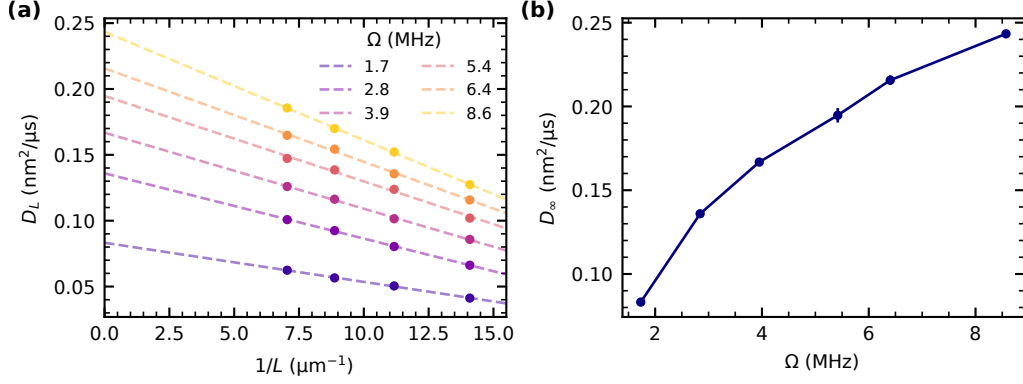 (a)
0.25
0.20
0.15
0.10
0.05
D_L (nm²/µs)
Ω (MHz)
1.7 5.4
2.8 6.4
3.9 8.6
0.0 2.5 5.0 7.5 10.0 12.5 15.0
1/L (µm⁻¹)
(b)
0.25
0.20
0.15
0.10
D_∞ (nm²/µs)
2 4 6 8
Ω (MHz)